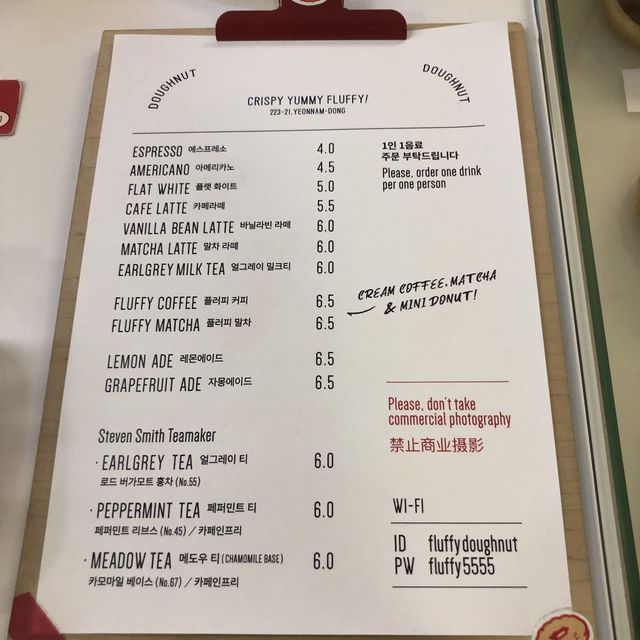 DOUGHNUT
DOUGHNUT
CRISPY YUMMY FLUFFY!
223-21, YEONNAM-DONG
ESPRESSO 에스프레소 4.0
AMERICANO 아메리카노 4.5
FLAT WHITE 플랫 화이트 5.0
CAFE LATTE 카페라떼 5.5
VANILLA BEAN LATTE 바닐라빈 라떼 6.0
MATCHA LATTE 말차 라떼 6.0
EARLGREY MILK TEA 얼그레이 밀크티 6.0
FLUFFY COFFEE 플러피 커피 6.5
FLUFFY MATCHA 플러피 말차 6.5
LEMON ADE 레몬에이드 6.5
GRAPEFRUIT ADE 자몽에이드 6.5
Steven Smith Teamaker
· EARLGREY TEA 얼그레이 티 6.0
로드 버가모트 홍차 (No.55)
· PEPPERMINT TEA 페퍼민트 티 6.0
페퍼민트 리브스 (No.45) / 카페인프리
· MEADOW TEA 메도우 티 (CHAMOMILE BASE) 6.0
카모마일 베이스 (No.67) / 카페인프리
1인 1음료
주문 부탁드립니다
Please, order one drink
per one person
CREAM COFFEE, MATCHA
& MINI DONUT!
Please, don't take
commercial photography
禁止商业摄影
WI-FI
ID fluffydoughnut
PW fluffy5555